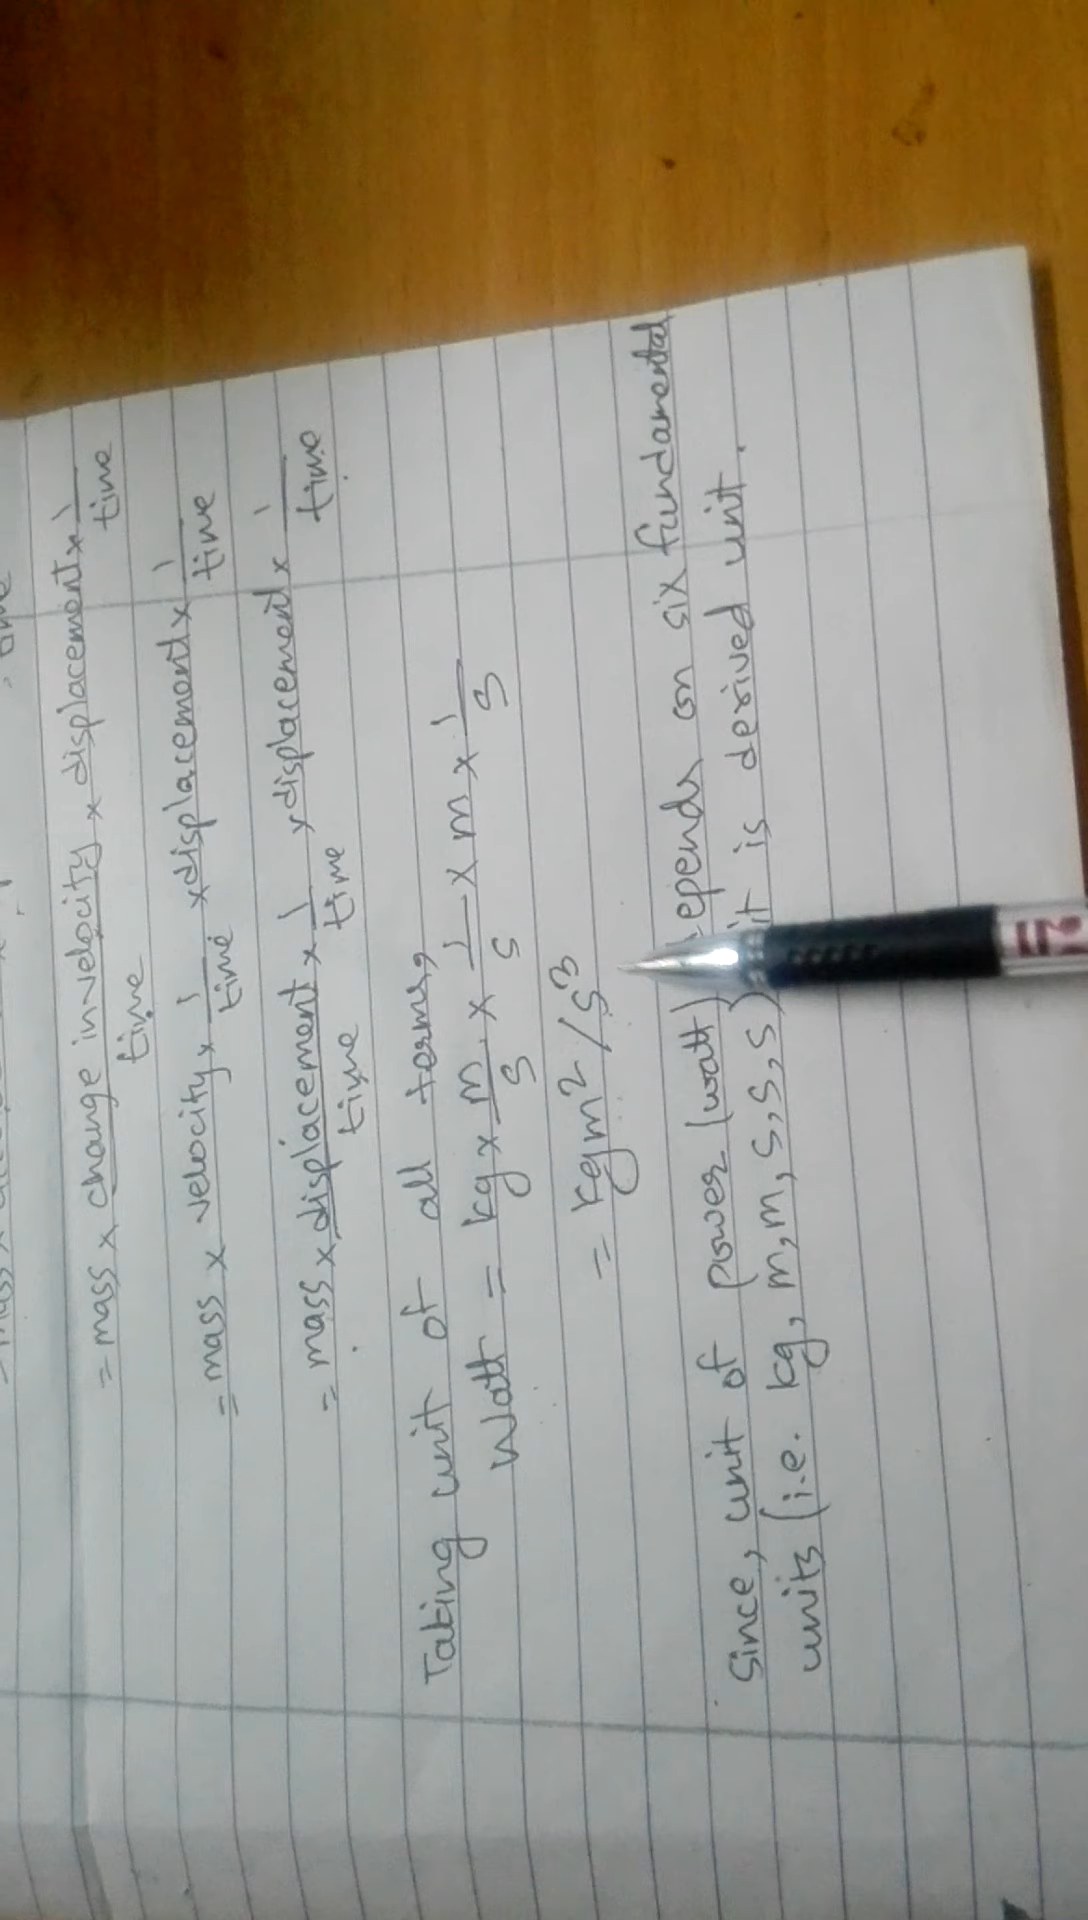 = mass × change in velocity / time × displacement × 1 / time
= mass × velocity × 1 / time × displacement × 1 / time
= mass × displacement / time × 1 / time × displacement × 1 / time
Taking unit of all terms,
Watt = kg × m / s × 1 / s × m × 1 / s
= kgm²/s³
Since, unit of power (watt) epends on six fundamental
units (i.e. kg, m, m, s, s, s) it is derived unit.